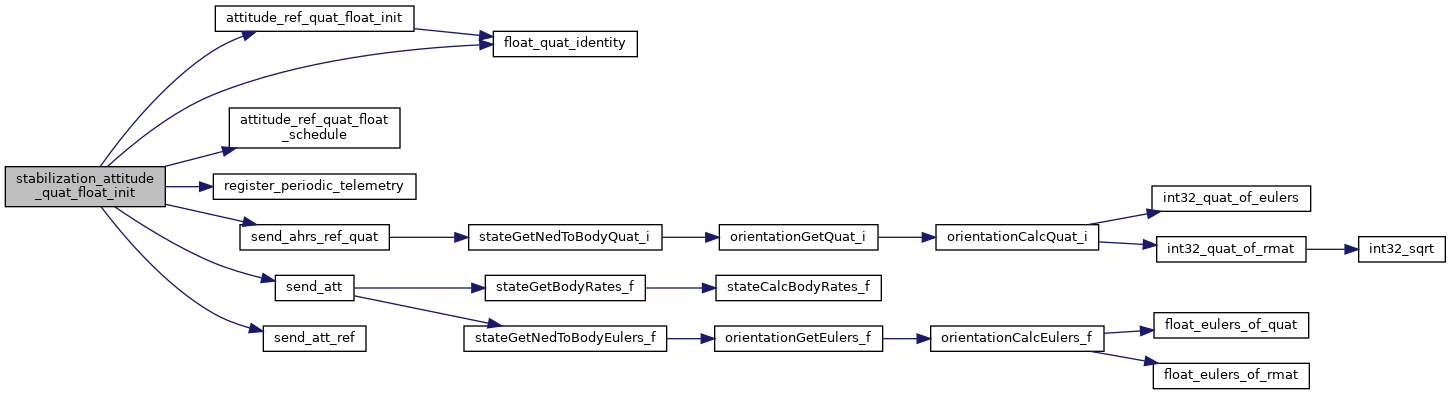 attitude_ref_quat_float_init
float_quat_identity
attitude_ref_quat_float
_schedule
stabilization_attitude
_quat_float_init
register_periodic_telemetry
int32_quat_of_eulers
send_ahrs_ref_quat
stateGetNedToBodyQuat_i
orientationGetQuat_i
orientationCalcQuat_i
int32_quat_of_rmat
int32_sqrt
send_att
stateGetBodyRates_f
stateCalcBodyRates_f
send_att_ref
stateGetNedToBodyEulers_f
orientationGetEulers_f
orientationCalcEulers_f
float_eulers_of_quat
float_eulers_of_rmat